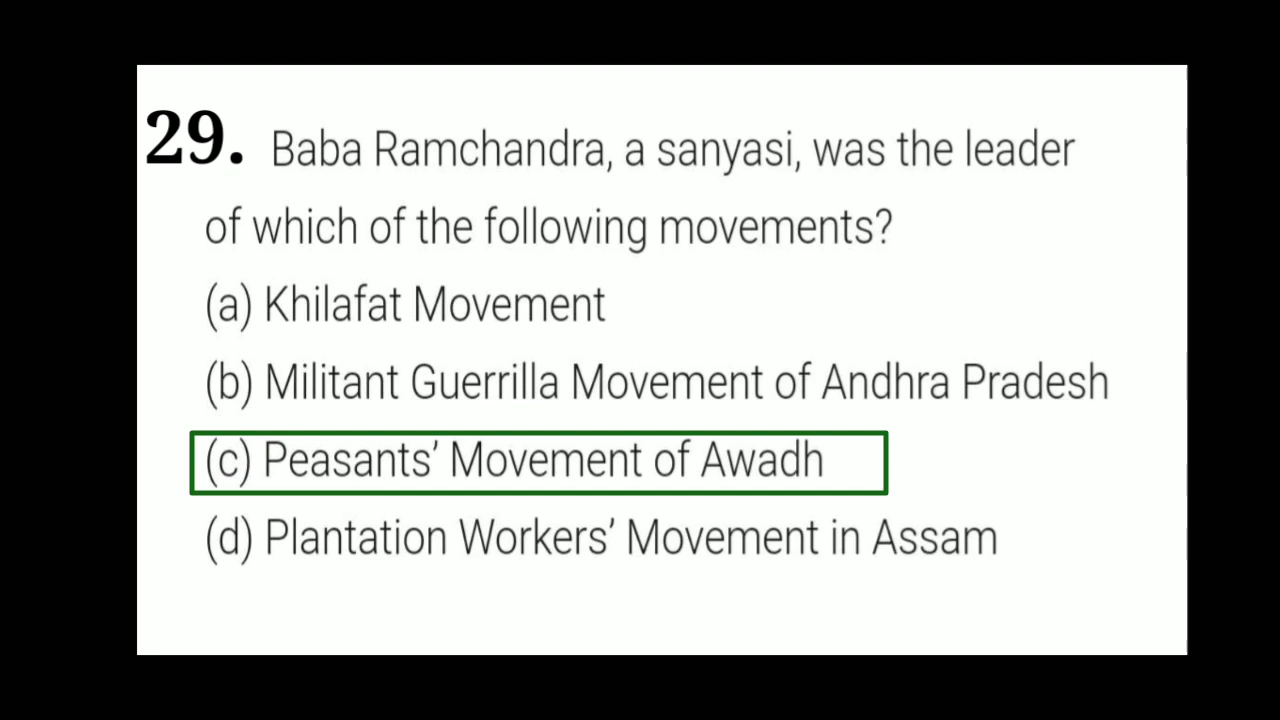 29. Baba Ramchandra, a sanyasi, was the leader
of which of the following movements?
(a) Khilafat Movement
(b) Militant Guerrilla Movement of Andhra Pradesh
(c) Peasants’ Movement of Awadh
(d) Plantation Workers’ Movement in Assam